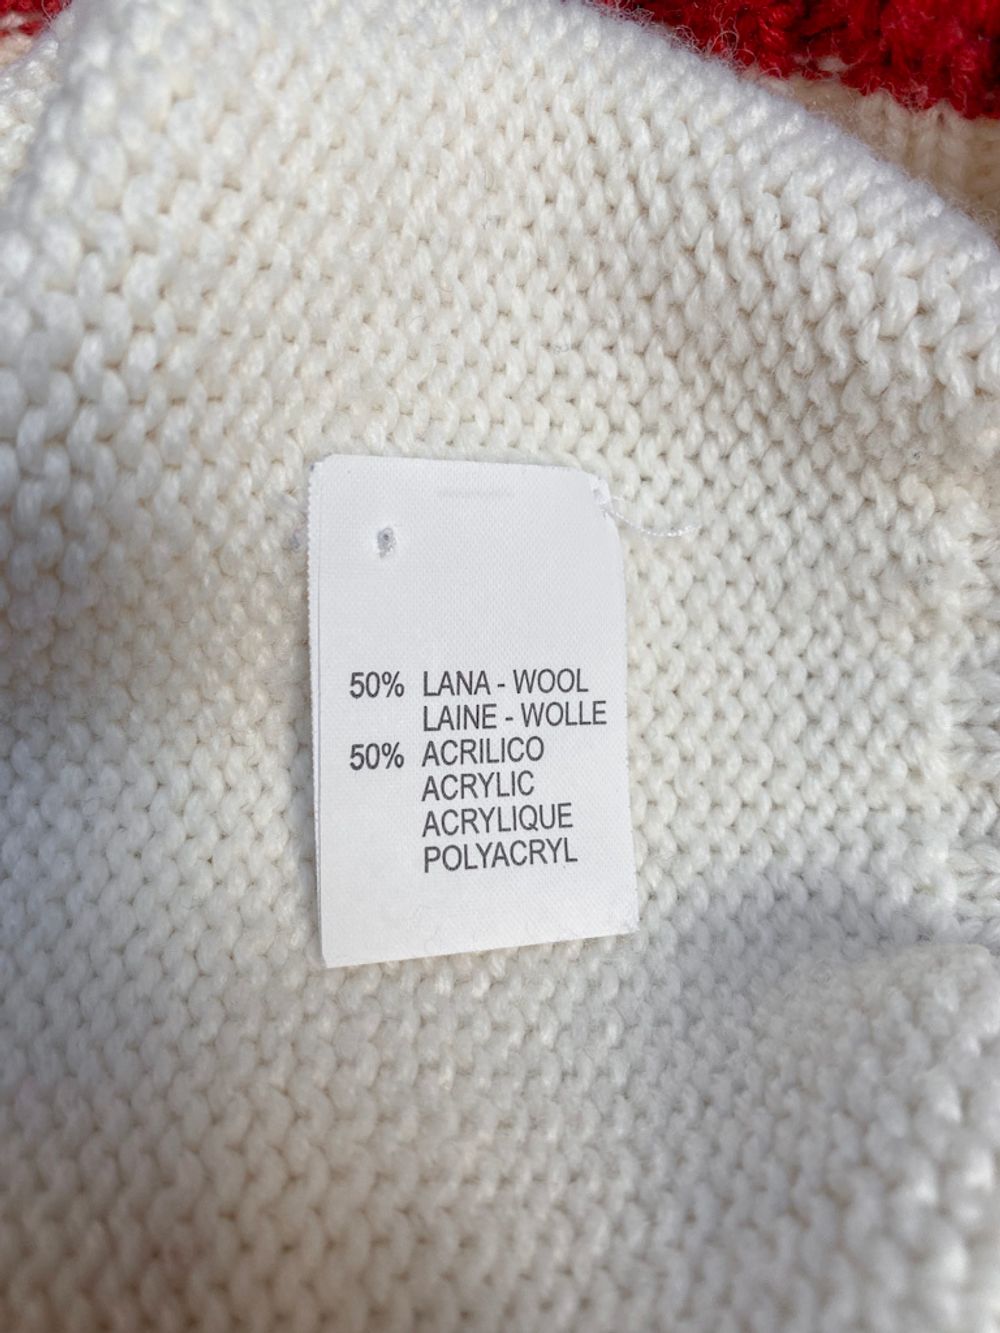 50% LANA - WOOL
LAINE - WOLLE
50% ACRILICO
ACRYLIC
ACRYLIQUE
POLYACRYL